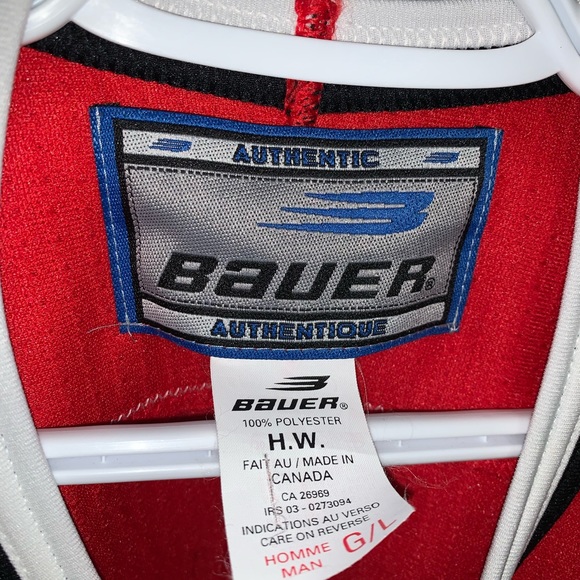 AUTHENTIC
BAUER®
AUTHENTIQUE
BAUER®
100% POLYESTER
H.W.
FAIT AU / MADE IN
CANADA
CA 26969
IRS 03 - 0273094
INDICATIONS AU VERSO
CARE ON REVERSE
HOMME
MAN
G/L